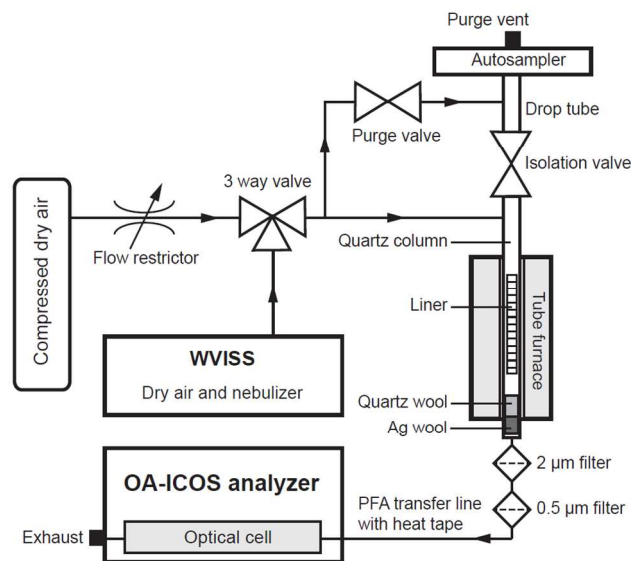 Purge vent
Autosampler
Drop tube
Purge valve
Isolation valve
3 way valve
Compressed dry air
Flow restrictor
Quartz column
Liner
Tube furnace
WVISS
Dry air and nebulizer
Quartz wool
Ag wool
2 µm filter
OA-ICOS analyzer
PFA transfer line
with heat tape
0.5 µm filter
Exhaust
Optical cell